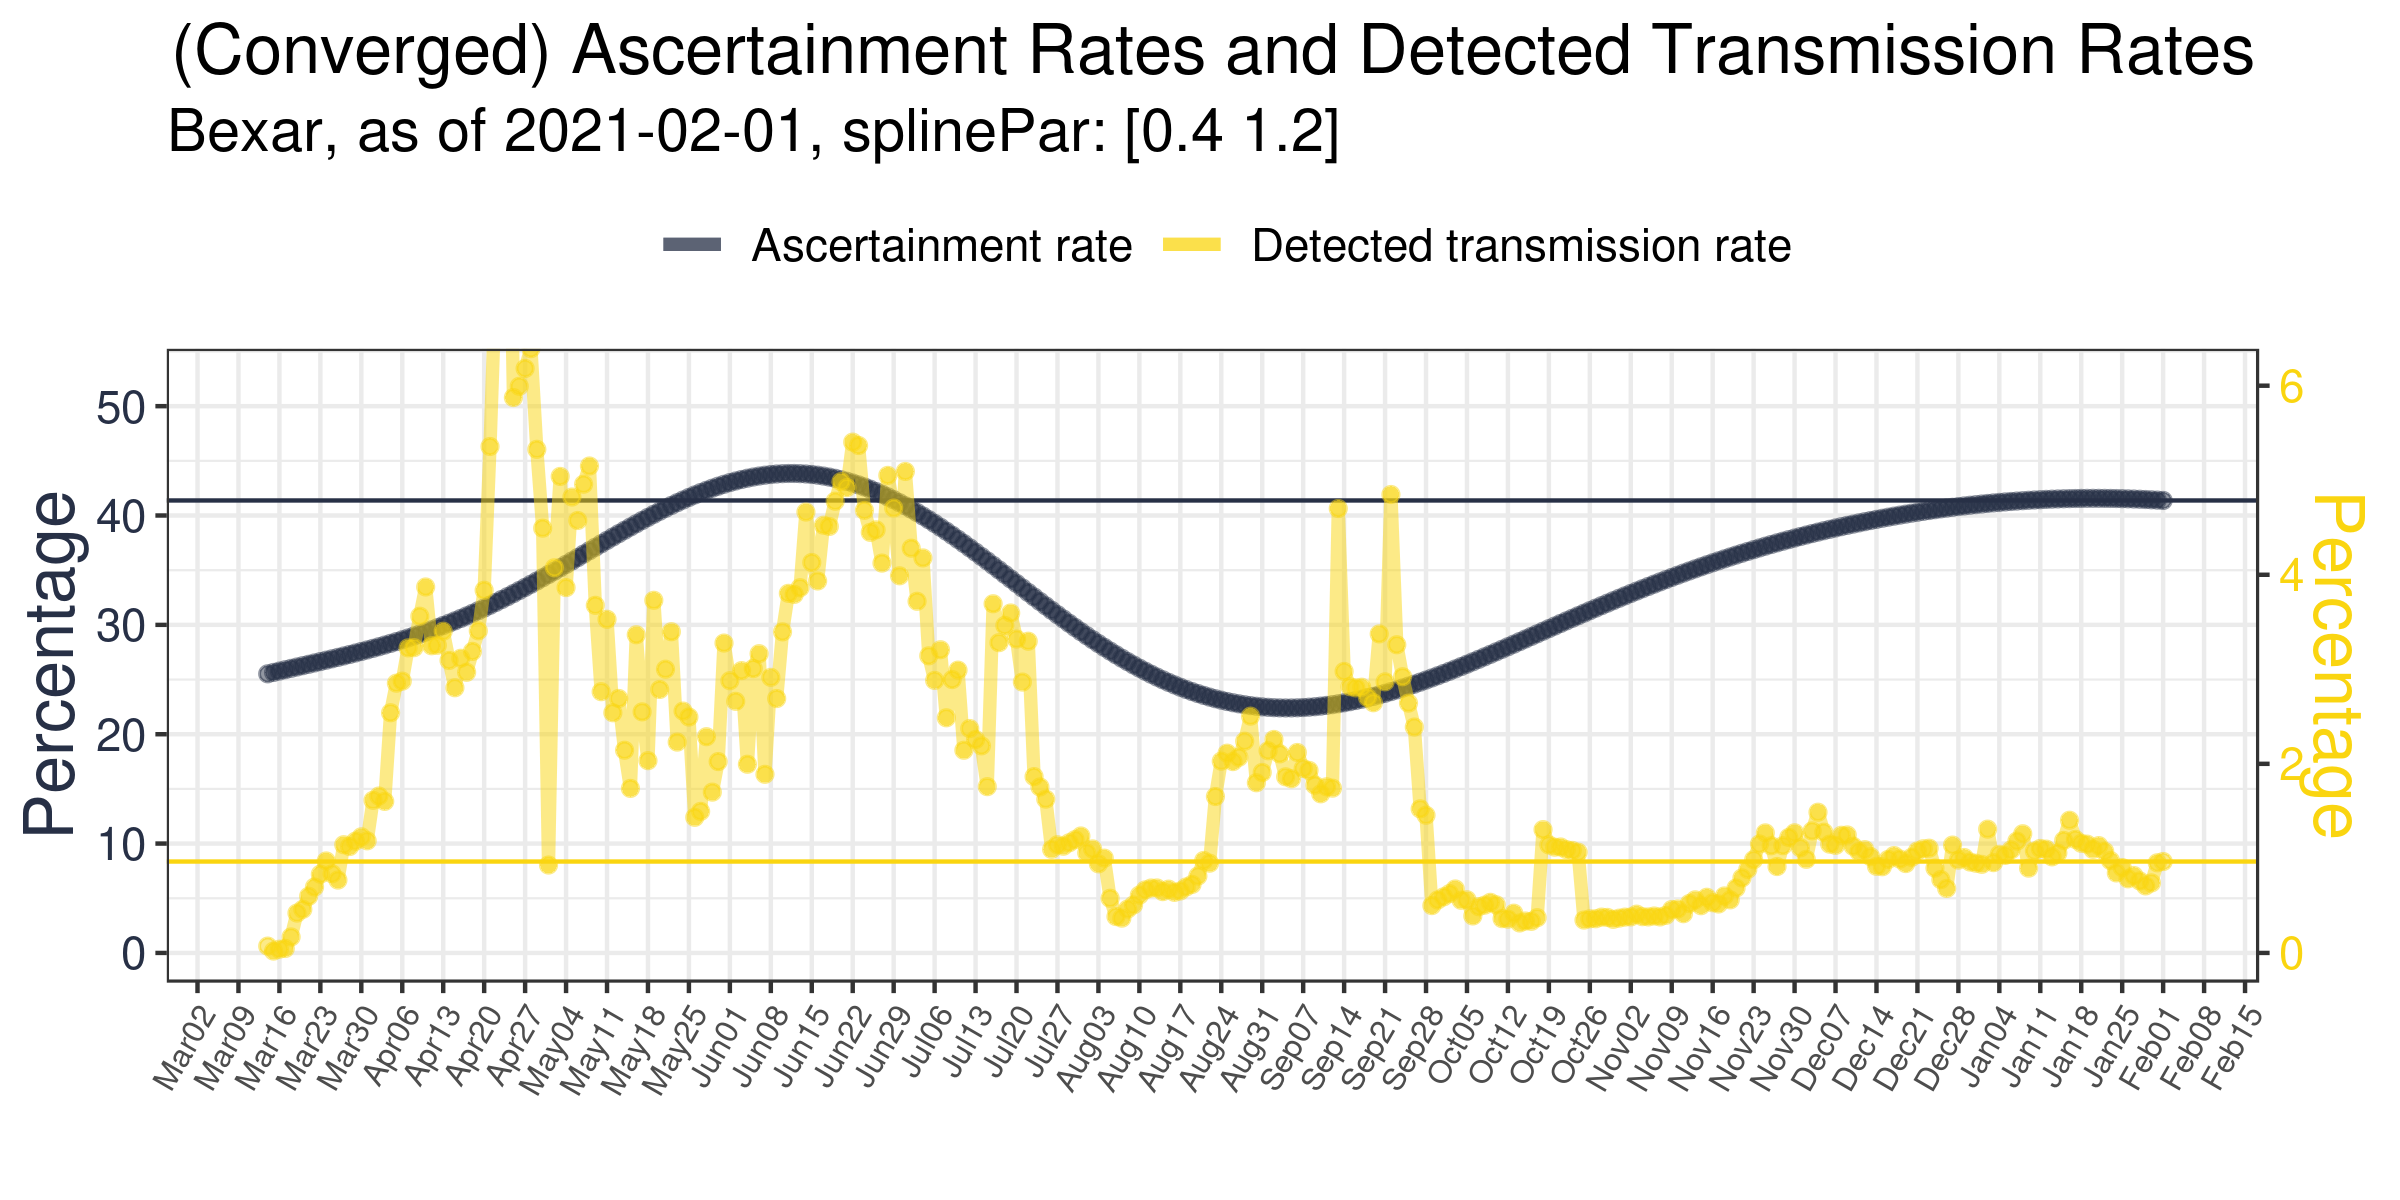 (Converged) Ascertainment Rates and Detected Transmission Rates
Bexar, as of 2021-02-01, splinePar: [0.4 1.2]
Ascertainment rate Detected transmission rate
Percentage
50
40
30
20
10
0
6
4
2
0
Percentage
Mar02 Mar09 Mar16 Mar23 Mar30 Apr06 Apr13 Apr20 Apr27 May04 May11 May18 May25 Jun01 Jun08 Jun15 Jun22 Jun29 Jul06 Jul13 Jul20 Jul27 Aug03 Aug10 Aug17 Aug24 Aug31 Sep07 Sep14 Sep21 Sep28 Oct05 Oct12 Oct19 Oct26 Nov02 Nov09 Nov16 Nov23 Nov30 Dec07 Dec14 Dec21 Dec28 Jan04 Jan11 Jan18 Jan25 Feb01 Feb08 Feb15